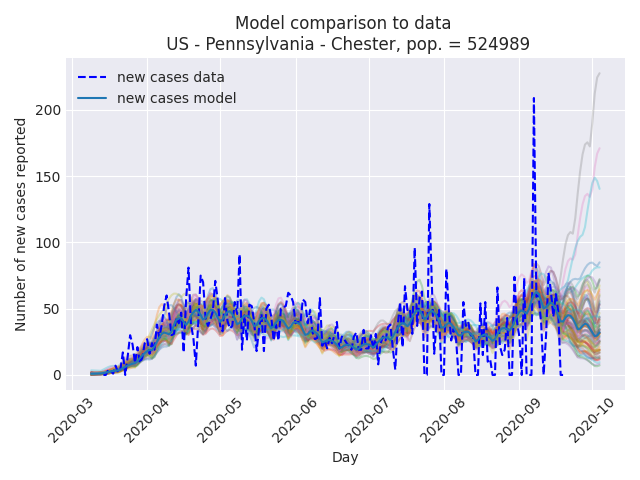 Model comparison to data
US - Pennsylvania - Chester, pop. = 524989
new cases data
new cases model
Number of new cases reported
200
150
100
50
0
2020-03
2020-04
2020-05
2020-06
2020-07
2020-08
2020-09
2020-10
Day